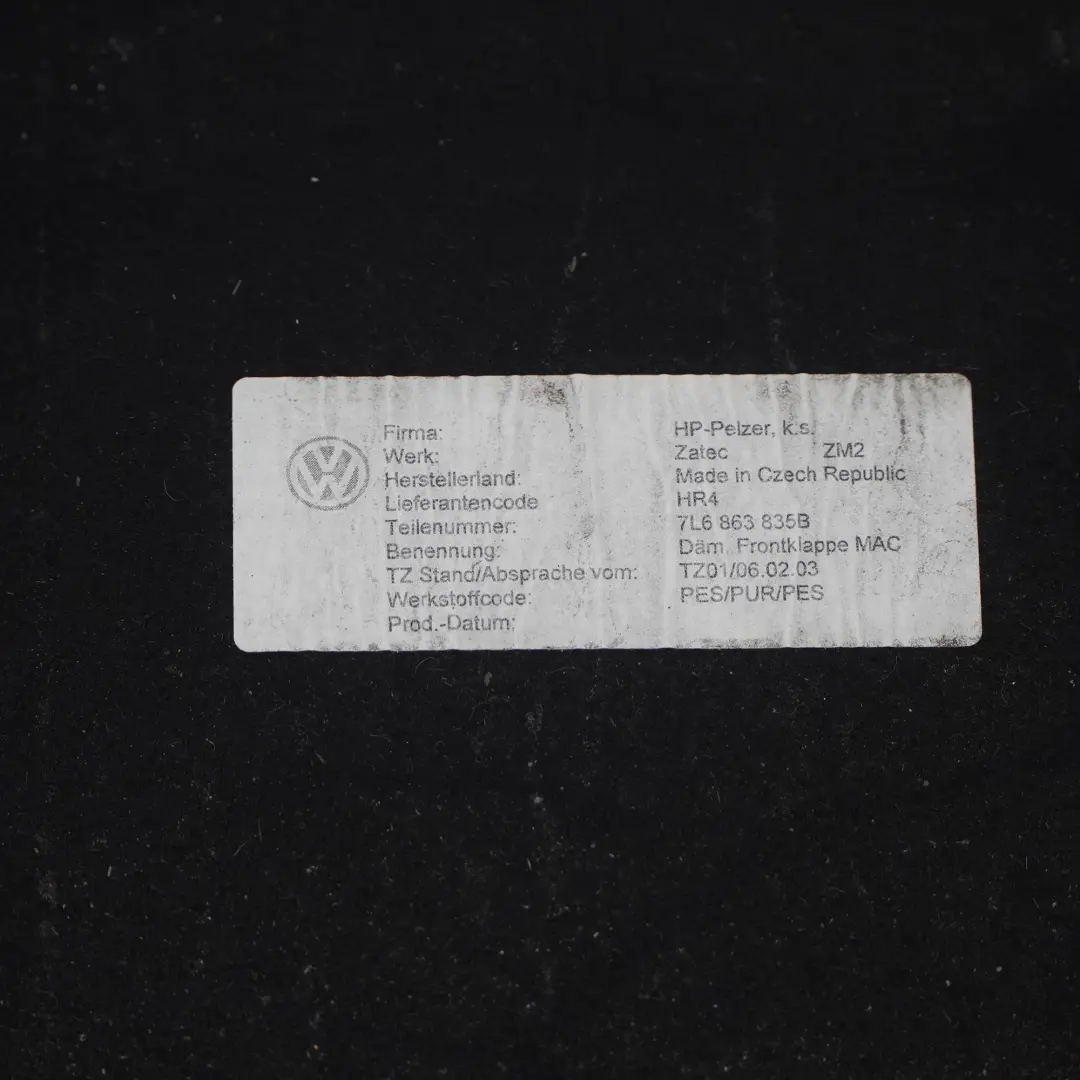 Firma: HP-Pelzer, k.s.
Werk: Zatec ZM2
Herstellerland: Made in Czech Republic
Lieferantencode HR4
Teilenummer: 7L6 863 835B
Benennung: Däm. Frontklappe MAC
TZ Stand/Absprache vom: TZ01/06.02.03
Werkstoffcode: PES/PUR/PES
Prod.-Datum: